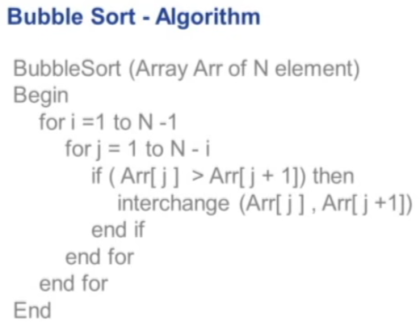 Bubble Sort - Algorithm
BubbleSort (Array Arr of N element)
Begin
for i =1 to N -1
for j = 1 to N - i
if ( Arr[ j ] > Arr[ j + 1]) then
interchange (Arr[ j ] , Arr[ j +1])
end if
end for
end for
End